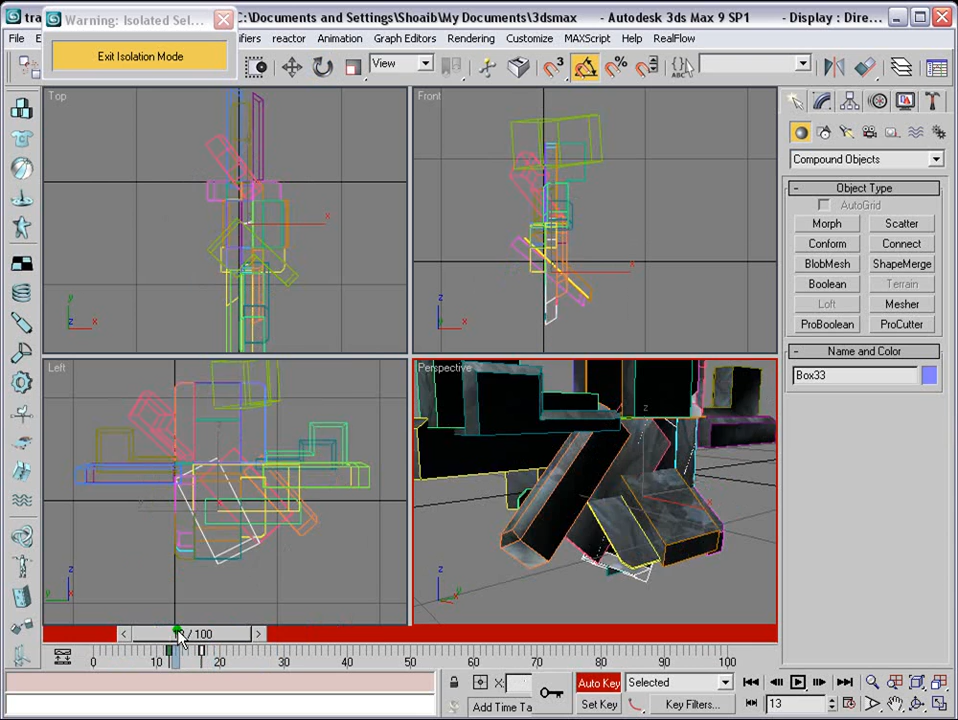 Warning: Isolated Sel...
C:\Documents and Settings\Shoaib\My Documents\3dsmax - Autodesk 3ds Max 9 SP1 - Display : Dire...
Exit Isolation Mode
File
reactor Animation Graph Editors Rendering Customize MAXScript Help RealFlow
View
3
%
ABC
Top
Front
x
y
z
x
x
z
x
Compound Objects
- Object Type
AutoGrid
Morph Scatter
Conform Connect
BlobMesh ShapeMerge
Boolean Terrain
Loft Mesher
ProBoolean ProCutter
- Name and Color
Box33
Left
Perspective
z
y
z
z
< / 100 >
0 10 20 30 40 50 60 70 80 90 100
X:
Auto Key Selected
Add Time Ta
Set Key Key Filters...
13